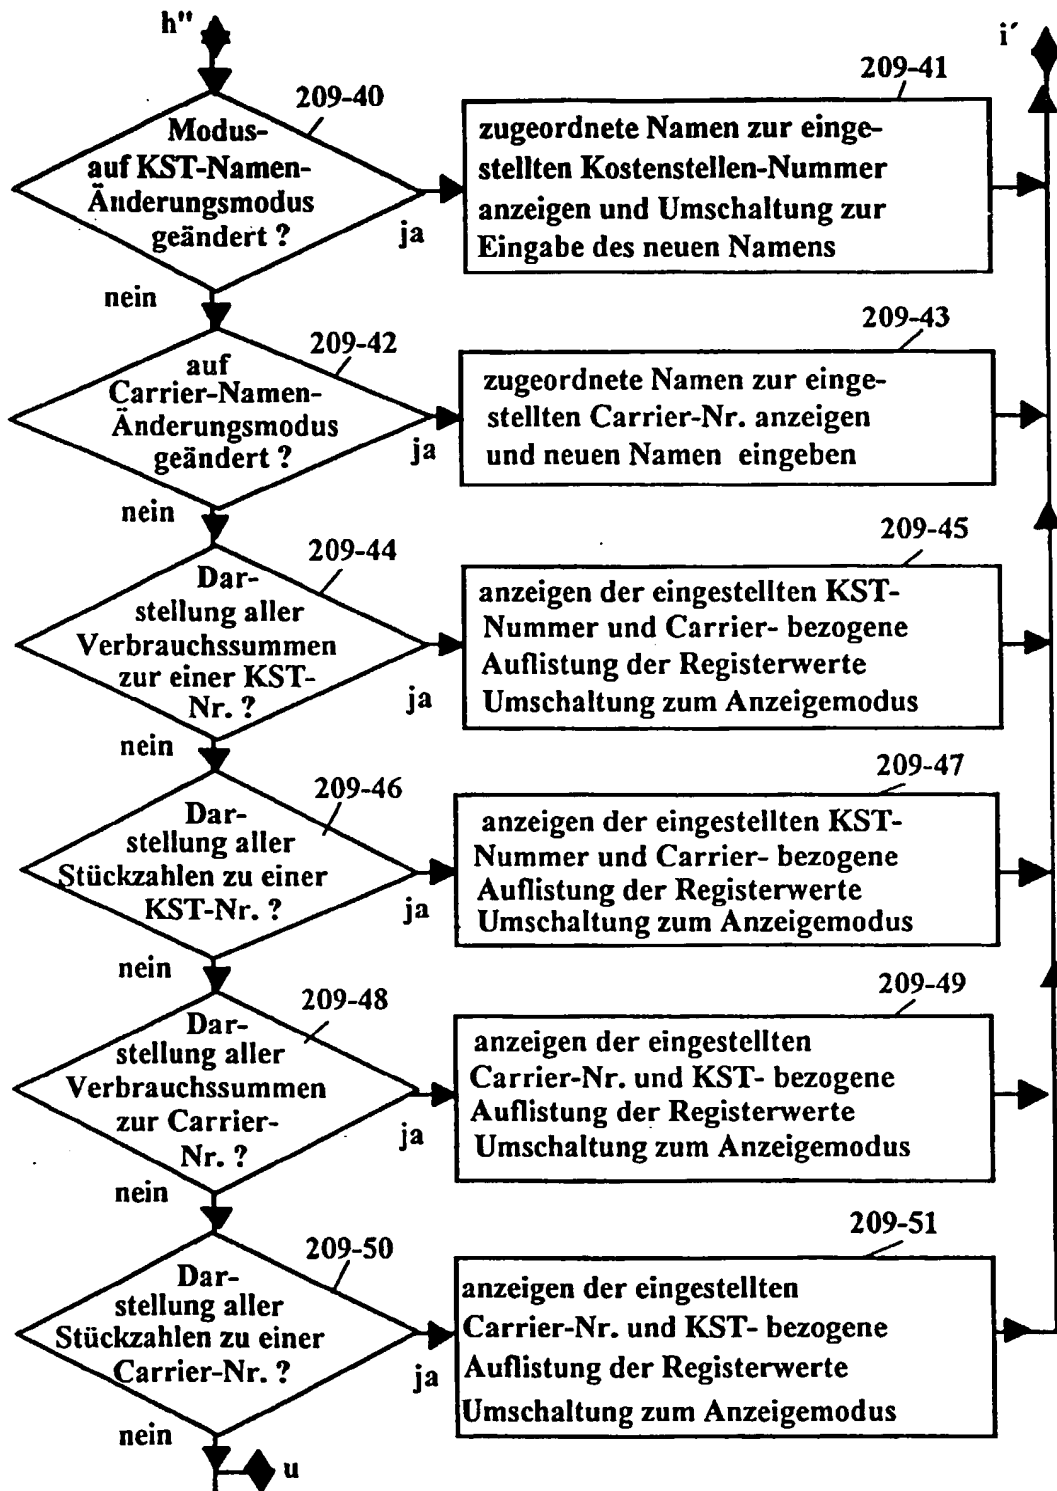 h"
i´
209-40
Modus-
auf KST-Namen-
Änderungsmodus
geändert ?
ja
nein
209-41
zugeordnete Namen zur einge-
stellten Kostenstellen-Nummer
anzeigen und Umschaltung zur
Eingabe des neuen Namens
209-42
auf
Carrier-Namen-
Änderungsmodus
geändert ?
ja
nein
209-43
zugeordnete Namen zur einge-
stellten Carrier-Nr. anzeigen
und neuen Namen eingeben
209-44
Dar-
stellung aller
Verbrauchssummen
zur einer KST-
Nr. ?
ja
nein
209-45
anzeigen der eingestellten KST-
Nummer und Carrier- bezogene
Auflistung der Registerwerte
Umschaltung zum Anzeigemodus
209-46
Dar-
stellung aller
Stückzahlen zu einer
KST-Nr. ?
ja
nein
209-47
anzeigen der eingestellten KST-
Nummer und Carrier- bezogene
Auflistung der Registerwerte
Umschaltung zum Anzeigemodus
209-48
Dar-
stellung aller
Verbrauchssummen
zur Carrier-
Nr. ?
ja
nein
209-49
anzeigen der eingestellten
Carrier-Nr. und KST- bezogene
Auflistung der Registerwerte
Umschaltung zum Anzeigemodus
209-50
Dar-
stellung aller
Stückzahlen zu einer
Carrier-Nr. ?
ja
nein
209-51
anzeigen der eingestellten
Carrier-Nr. und KST- bezogene
Auflistung der Registerwerte
Umschaltung zum Anzeigemodus
u